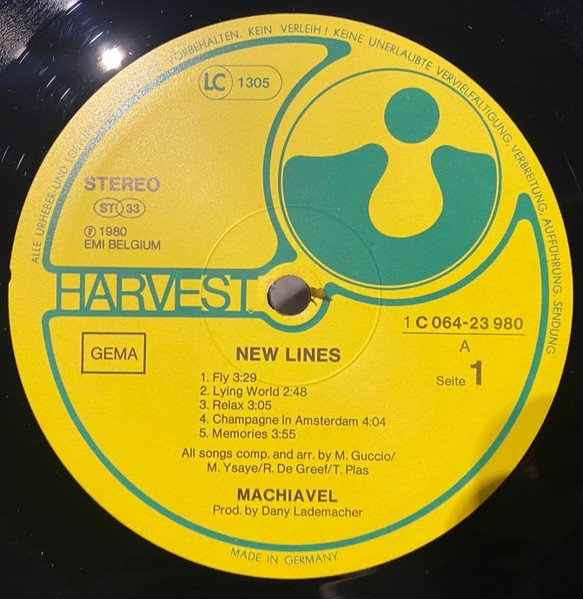 ALLE URHEBER-UND VORBEHALTEN. KEIN VERLEIH! KEINE UNERLAUBTE VERVIELFÄLTIGUNG, VERBREITUNG, AUFFÜHRUNG, SENDUNG
LC 1305
STEREO
ST 33
℗ 1980
EMI BELGIUM
HARVEST
1 C 064-23 980
A
Seite 1
GEMA
NEW LINES
1. Fly 3:29
2. Lying World 2:48
3. Relax 3:05
4. Champagne In Amsterdam 4:04
5. Memories 3:55
All songs comp. and arr. by M. Guccio/
M. Ysaye/R. De Greef/T. Plas
MACHIAVEL
Prod. by Dany Lademacher
MADE IN GERMANY